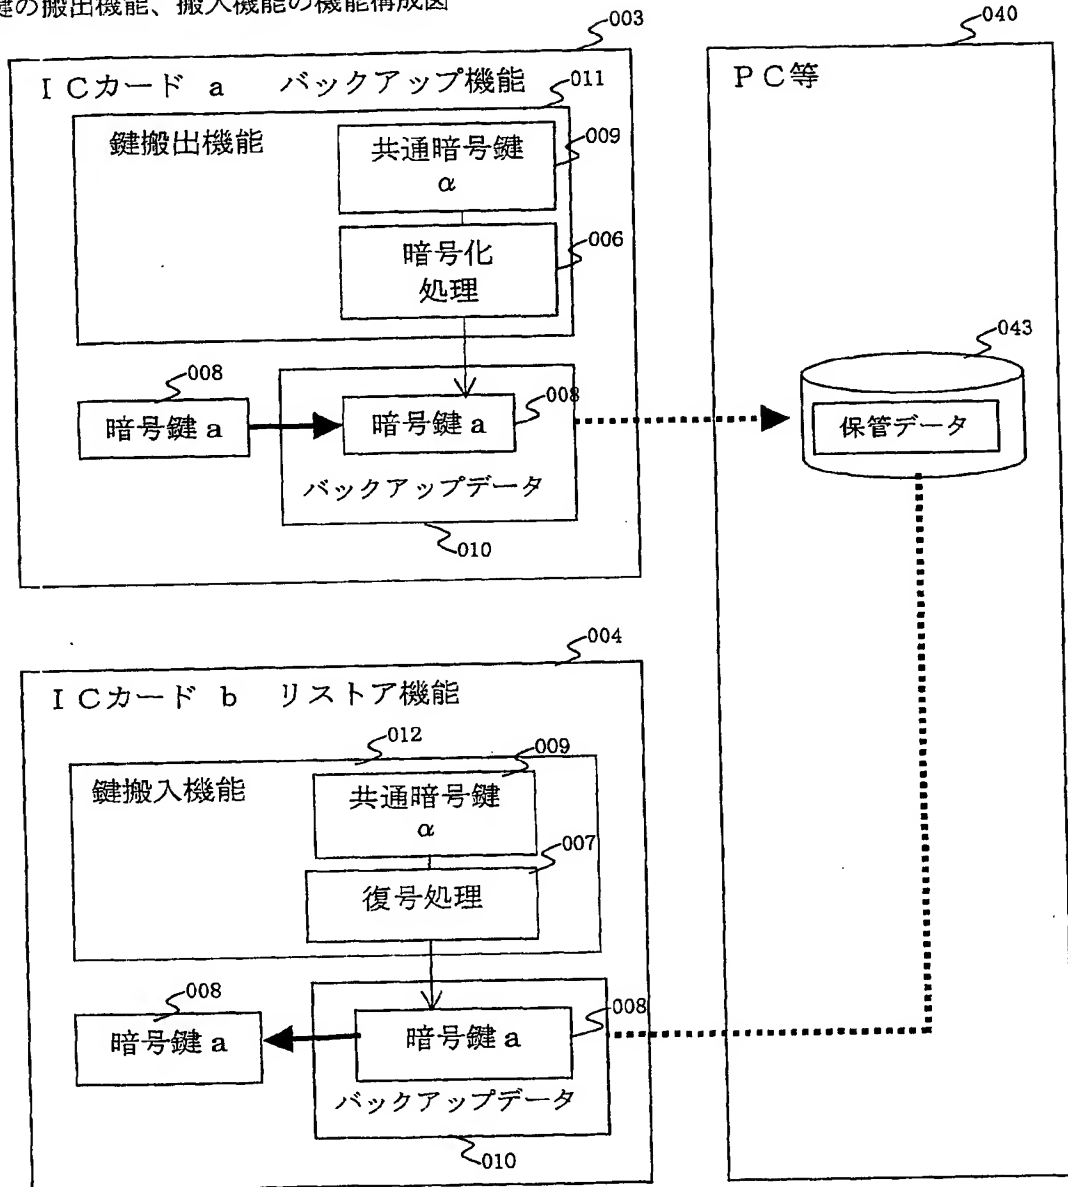 鍵の搬出機能、搬入機能の機能構成図
003
040
ＩＣカード a バックアップ機能
011
ＰＣ等
鍵搬出機能
共通暗号鍵
α
009
暗号化
処理
006
043
008
暗号鍵 a
暗号鍵 a
008
保管データ
バックアップデータ
010
004
ＩＣカード b リストア機能
012
009
鍵搬入機能
共通暗号鍵
α
007
復号処理
008
暗号鍵 a
暗号鍵 a
008
バックアップデータ
010